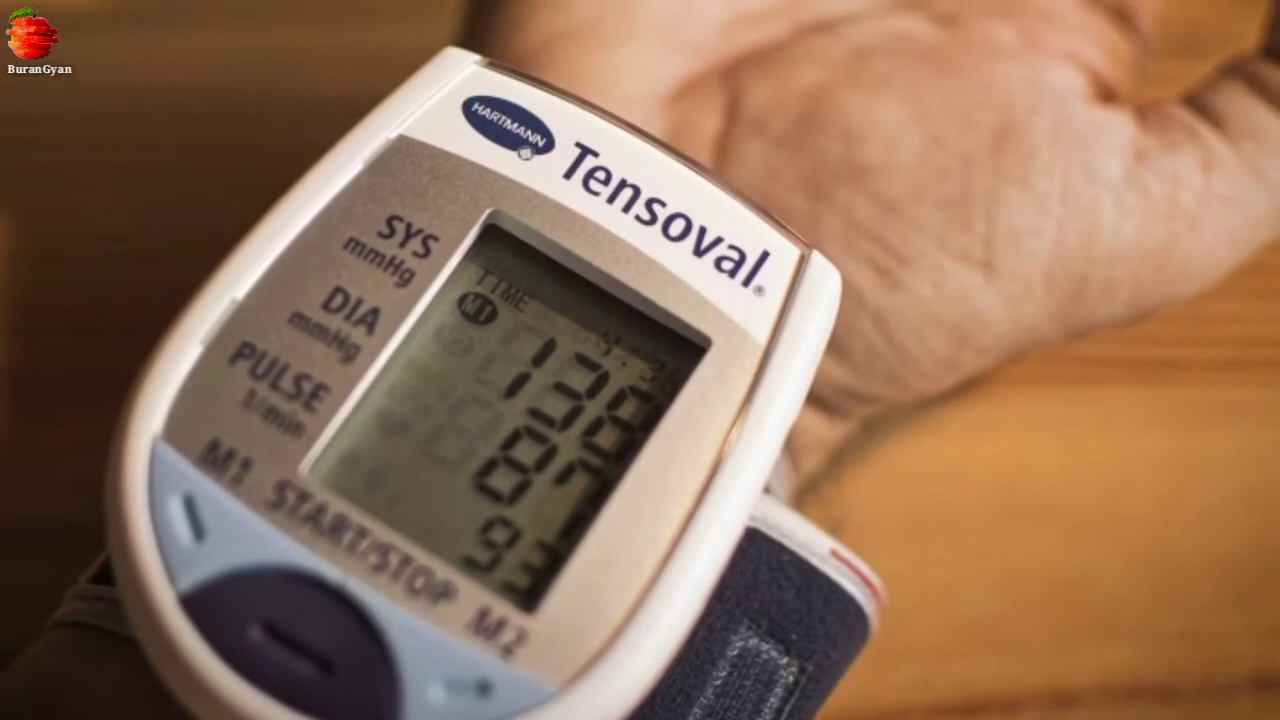 BuranGyan
HARTMANN
Tensoval®
SYS
mmHg
DIA
mmHg
PULSE
1/min
TIME
M1
138
87
93
M1
START/STOP
M2